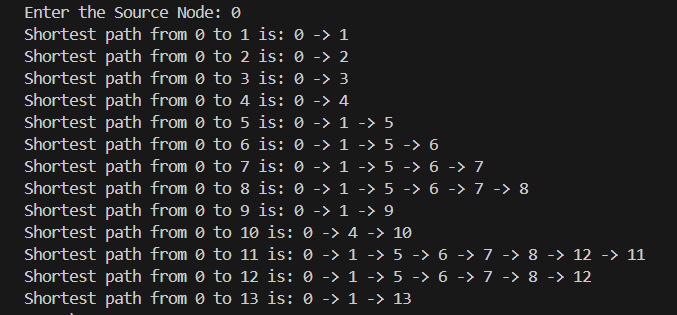 Enter the Source Node: 0
Shortest path from 0 to 1 is: 0 -> 1
Shortest path from 0 to 2 is: 0 -> 2
Shortest path from 0 to 3 is: 0 -> 3
Shortest path from 0 to 4 is: 0 -> 4
Shortest path from 0 to 5 is: 0 -> 1 -> 5
Shortest path from 0 to 6 is: 0 -> 1 -> 5 -> 6
Shortest path from 0 to 7 is: 0 -> 1 -> 5 -> 6 -> 7
Shortest path from 0 to 8 is: 0 -> 1 -> 5 -> 6 -> 7 -> 8
Shortest path from 0 to 9 is: 0 -> 1 -> 9
Shortest path from 0 to 10 is: 0 -> 4 -> 10
Shortest path from 0 to 11 is: 0 -> 1 -> 5 -> 6 -> 7 -> 8 -> 12 -> 11
Shortest path from 0 to 12 is: 0 -> 1 -> 5 -> 6 -> 7 -> 8 -> 12
Shortest path from 0 to 13 is: 0 -> 1 -> 13